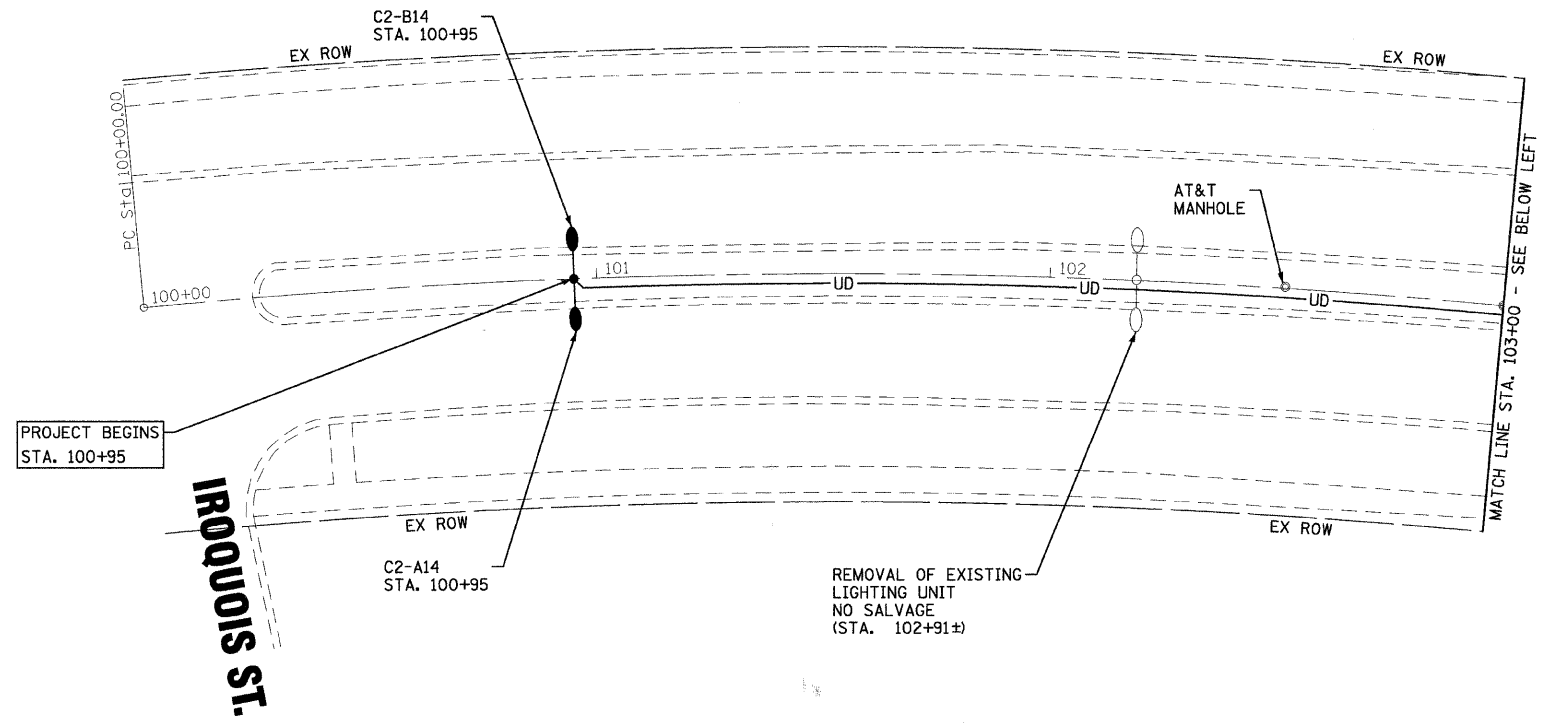 C2-B14
STA. 100+95
EX ROW
EX ROW
PC Sta 100+00.00
AT&T
MANHOLE
MATCH LINE STA. 103+00 - SEE BELOW LEFT
101
102
100+00
UD
UD
UD
PROJECT BEGINS
STA. 100+95
IROQUOIS ST.
EX ROW
EX ROW
C2-A14
STA. 100+95
REMOVAL OF EXISTING
LIGHTING UNIT
NO SALVAGE
(STA. 102+91±)